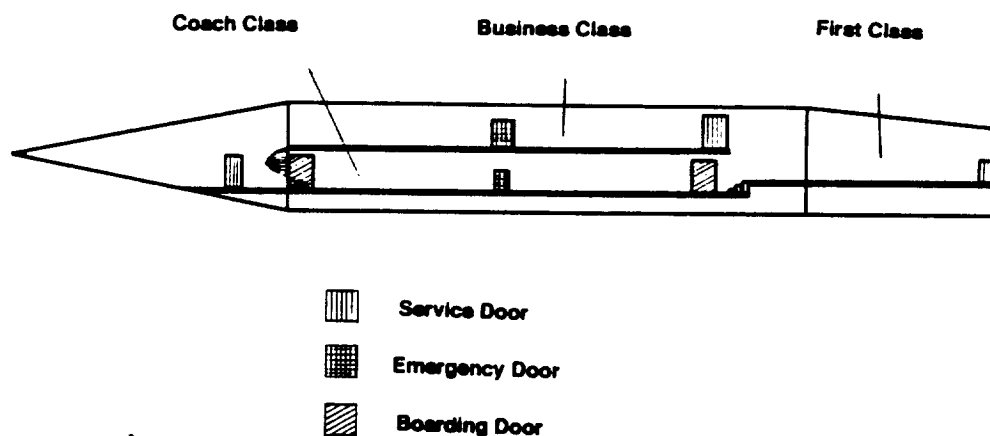 Coach Class
Business Class
First Class
Service Door
Emergency Door
Boarding Door